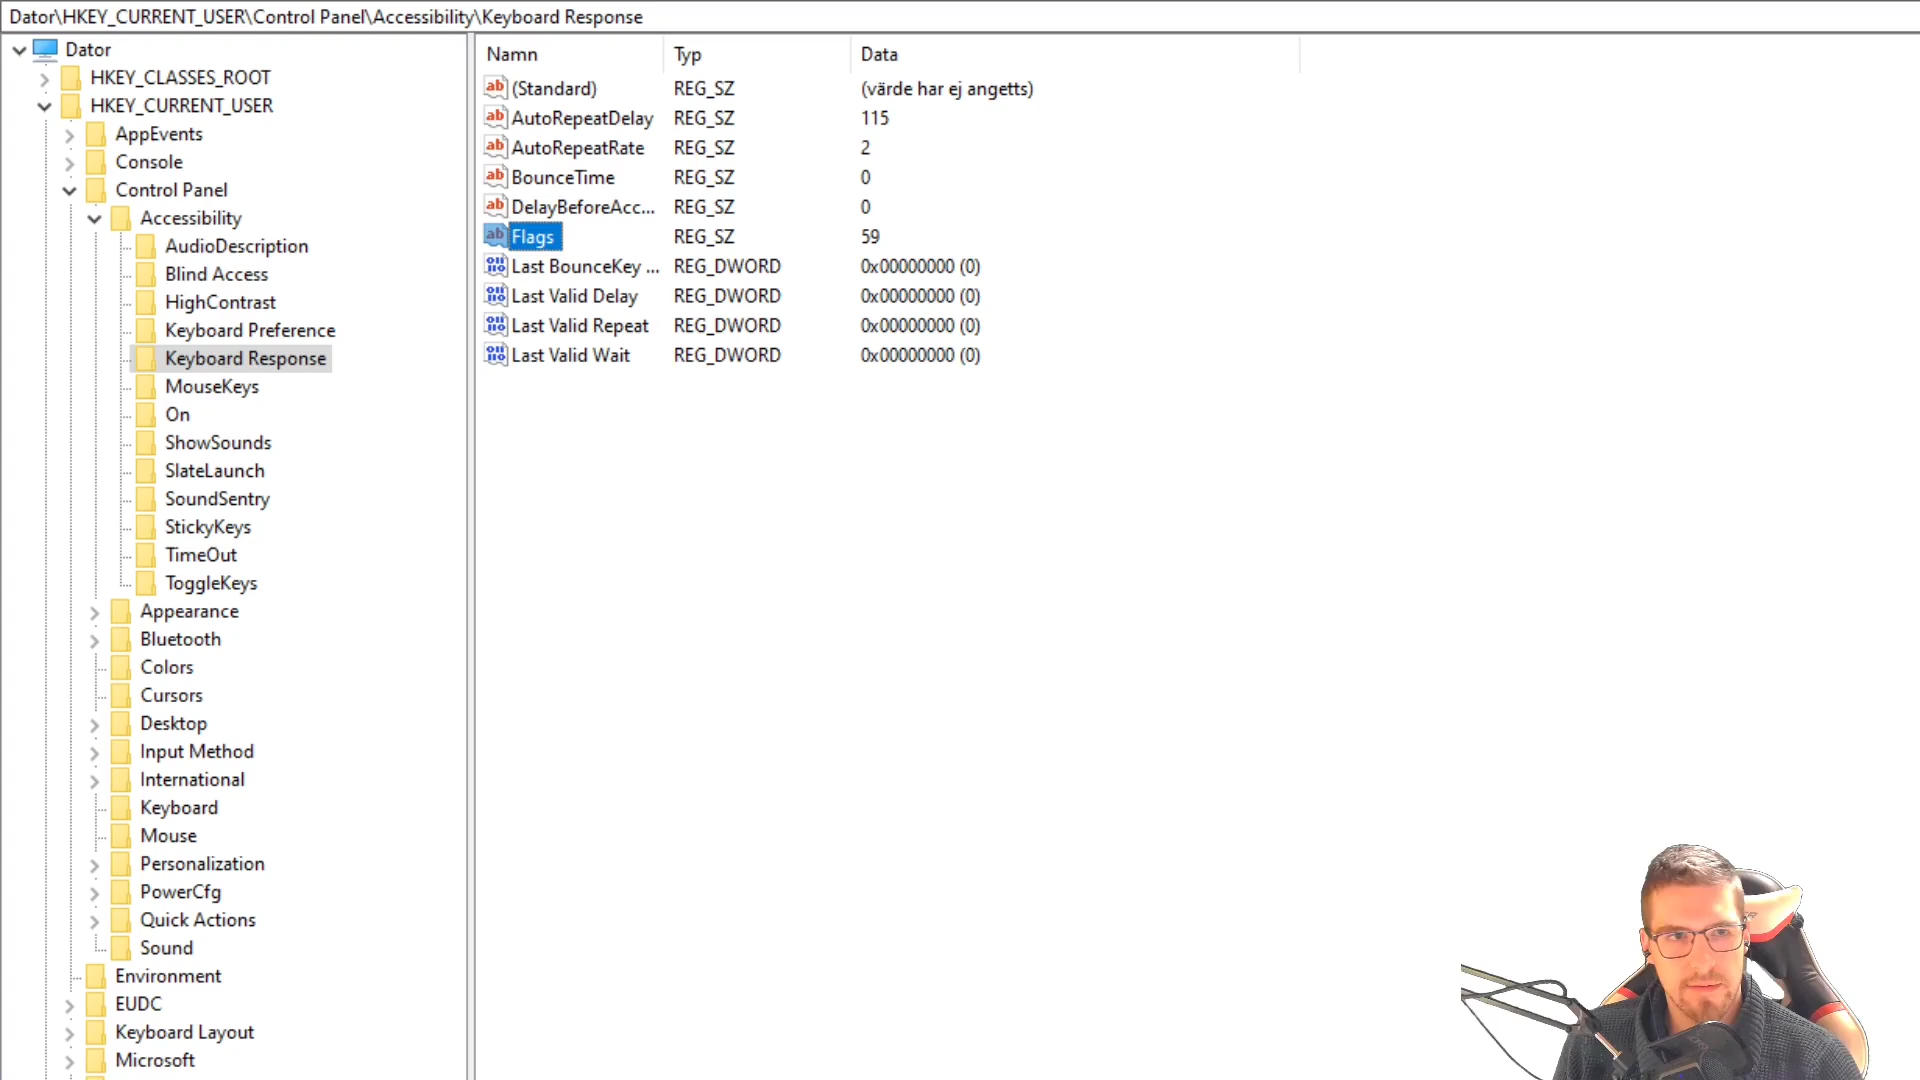 Dator\HKEY_CURRENT_USER\Control Panel\Accessibility\Keyboard Response
Dator
HKEY_CLASSES_ROOT
HKEY_CURRENT_USER
AppEvents
Console
Control Panel
Accessibility
AudioDescription
Blind Access
HighContrast
Keyboard Preference
Keyboard Response
MouseKeys
On
ShowSounds
SlateLaunch
SoundSentry
StickyKeys
TimeOut
ToggleKeys
Appearance
Bluetooth
Colors
Cursors
Desktop
Input Method
International
Keyboard
Mouse
Personalization
PowerCfg
Quick Actions
Sound
Environment
EUDC
Keyboard Layout
Microsoft
Namn Typ Data
(Standard) REG_SZ (värde har ej angetts)
AutoRepeatDelay REG_SZ 115
AutoRepeatRate REG_SZ 2
BounceTime REG_SZ 0
DelayBeforeAcc... REG_SZ 0
Flags REG_SZ 59
Last BounceKey ... REG_DWORD 0x00000000 (0)
Last Valid Delay REG_DWORD 0x00000000 (0)
Last Valid Repeat REG_DWORD 0x00000000 (0)
Last Valid Wait REG_DWORD 0x00000000 (0)